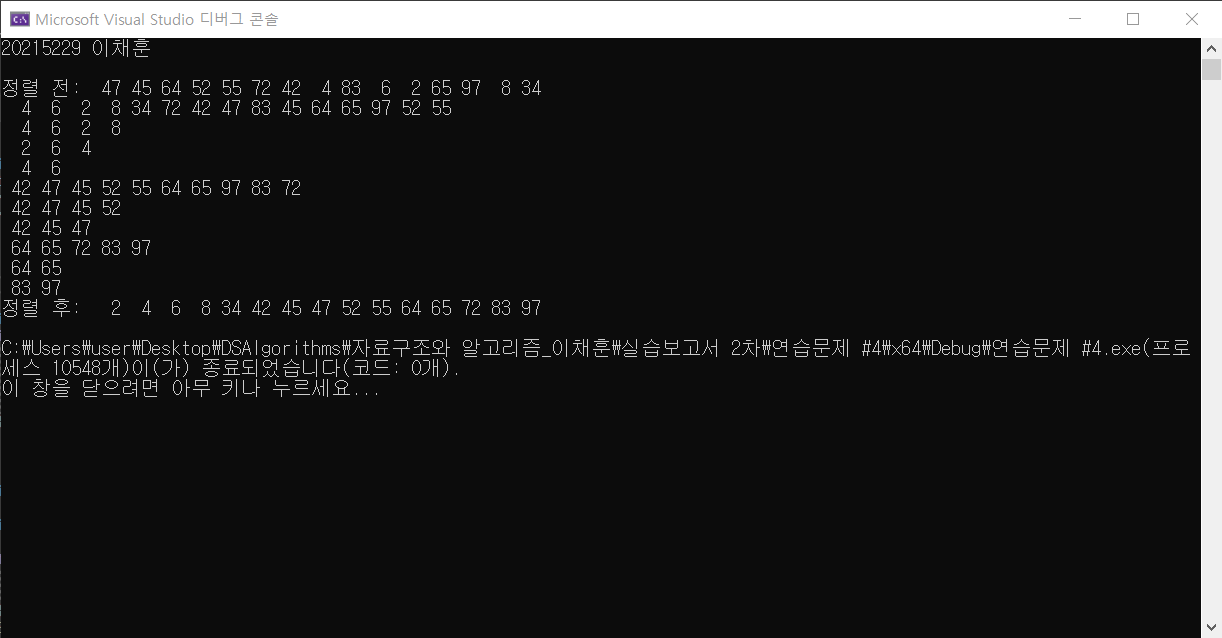 Microsoft Visual Studio 디버그 콘솔
20215229 이채훈
정렬 전:  47 45 64 52 55 72 42  4 83  6  2 65 97  8 34
  4  6  2  8 34 72 42 47 83 45 64 65 97 52 55
  4  6  2  8
  2  6  4
  4  6
 42 47 45 52 55 64 65 97 83 72
 42 47 45 52
 42 45 47
 64 65 72 83 97
 64 65
 83 97
정렬 후:   2  4  6  8 34 42 45 47 52 55 64 65 72 83 97
C:₩Users₩user₩Desktop₩DSAlgorithms₩자료구조와 알고리즘_이채훈₩실습보고서 2차₩연습문제 #4₩x64₩Debug₩연습문제 #4.exe(프로
세스 10548개)이(가) 종료되었습니다(코드: 0개).
이 창을 닫으려면 아무 키나 누르세요...